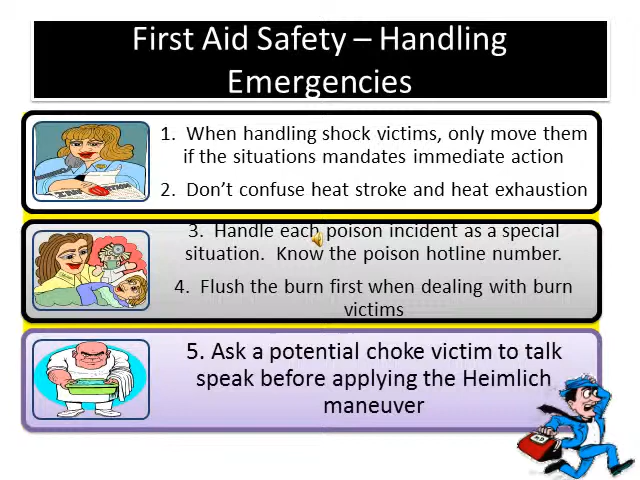 First Aid Safety – Handling
Emergencies
1. When handling shock victims, only move them
if the situations mandates immediate action
2. Don't confuse heat stroke and heat exhaustion
3. Handle each poison incident as a special
situation. Know the poison hotline number.
4. Flush the burn first when dealing with burn
victims
5. Ask a potential choke victim to talk
speak before applying the Heimlich
maneuver